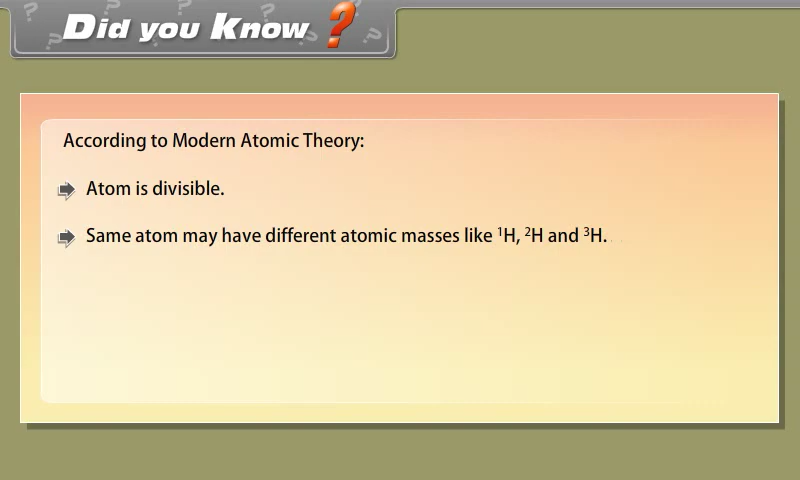 Did you Know ?
According to Modern Atomic Theory:
Atom is divisible.
Same atom may have different atomic masses like ¹H, ²H and ³H.